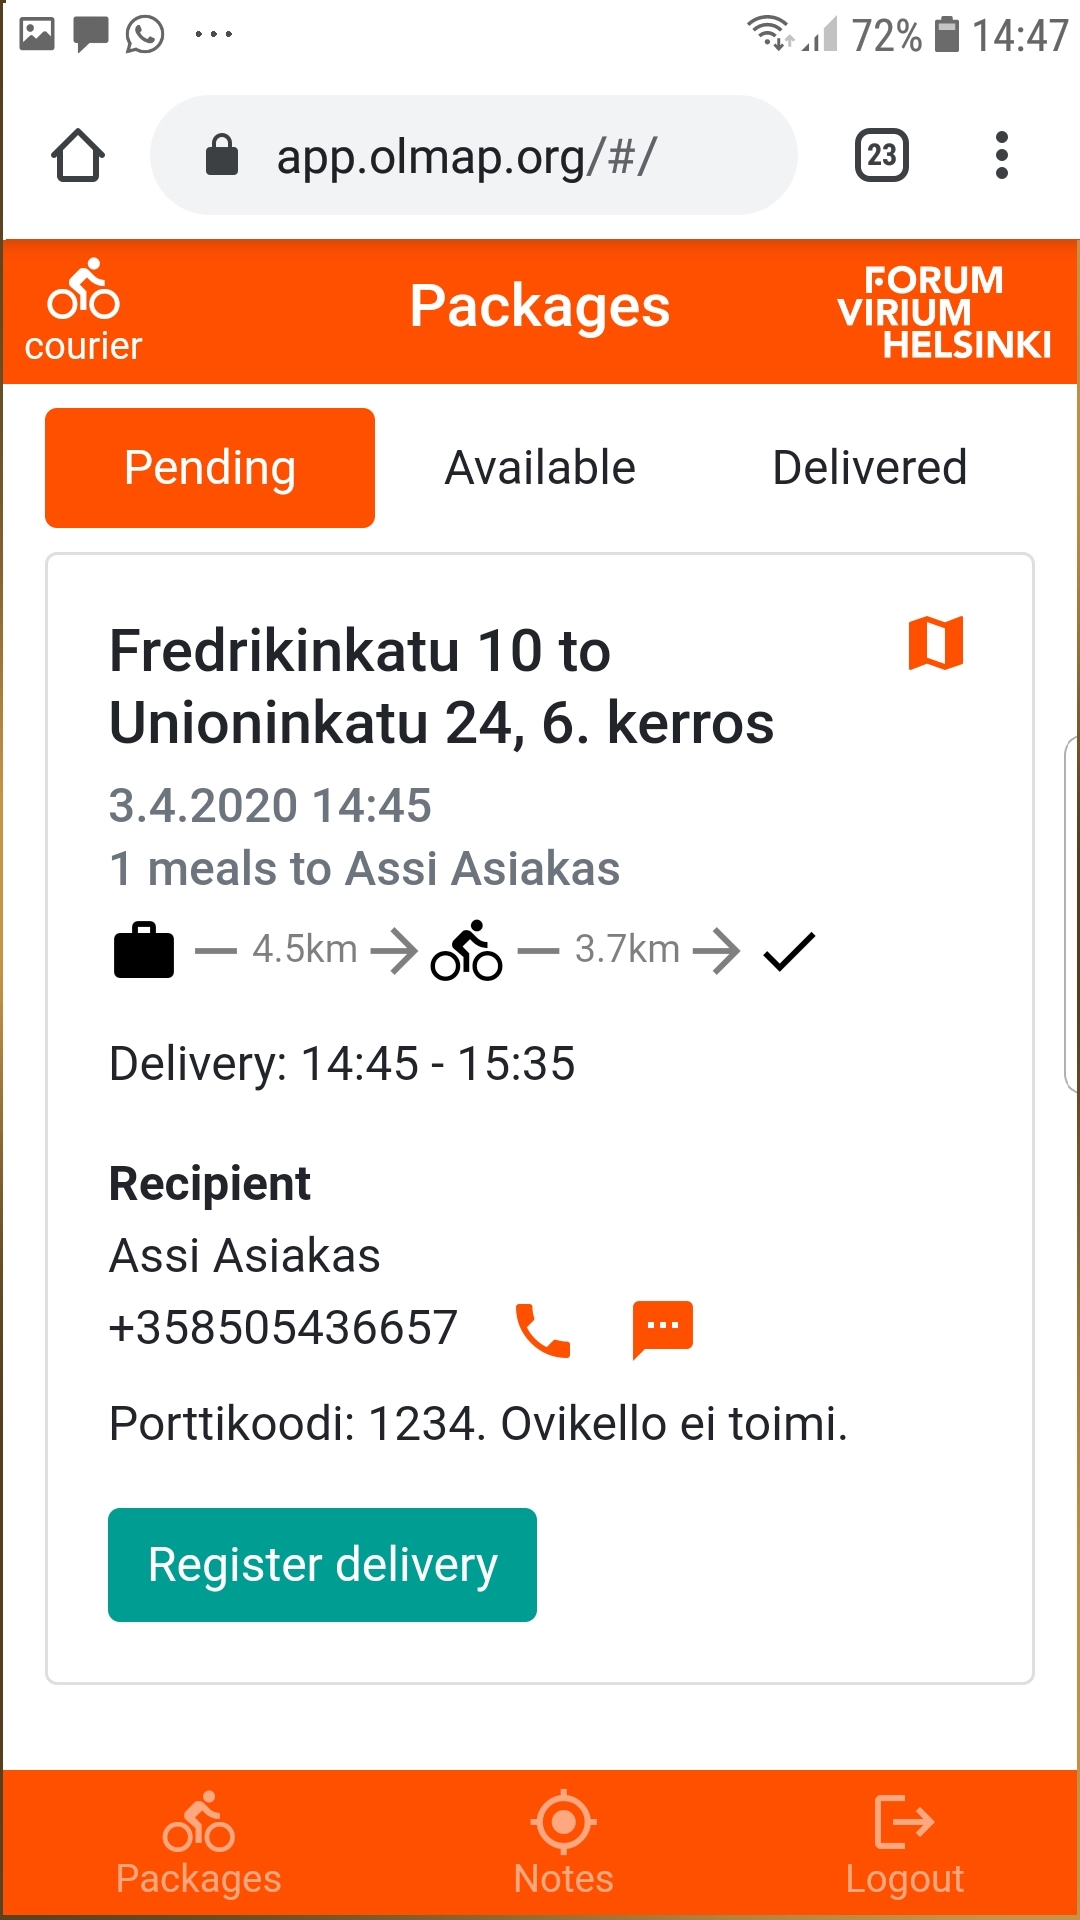 72% 14:47
app.olmap.org/#/
23
courier
Packages
FORUM
VIRIUM
HELSINKI
Pending Available Delivered
Fredrikinkatu 10 to
Unioninkatu 24, 6. kerros
3.4.2020 14:45
1 meals to Assi Asiakas
4.5km 3.7km
Delivery: 14:45 - 15:35
Recipient
Assi Asiakas
+358505436657
Porttikoodi: 1234. Ovikello ei toimi.
Register delivery
Packages Notes Logout